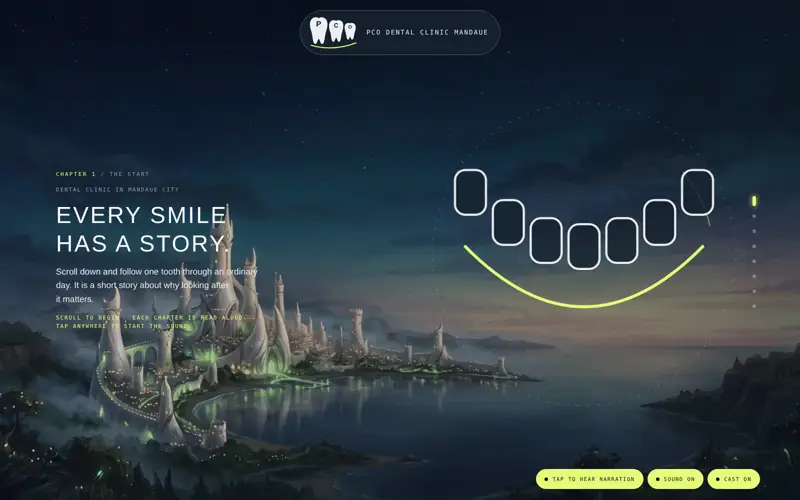 P C O
PCO DENTAL CLINIC MANDAUE
CHAPTER 1 / THE START
DENTAL CLINIC IN MANDAUE CITY
EVERY SMILE
HAS A STORY.
Scroll down and follow one tooth through an ordinary
day. It is a short story about why looking after
it matters.
SCROLL TO BEGIN. EACH CHAPTER IS READ ALOUD.
TAP ANYWHERE TO START THE SOUND.
TAP TO HEAR NARRATION
SOUND ON
CAST ON